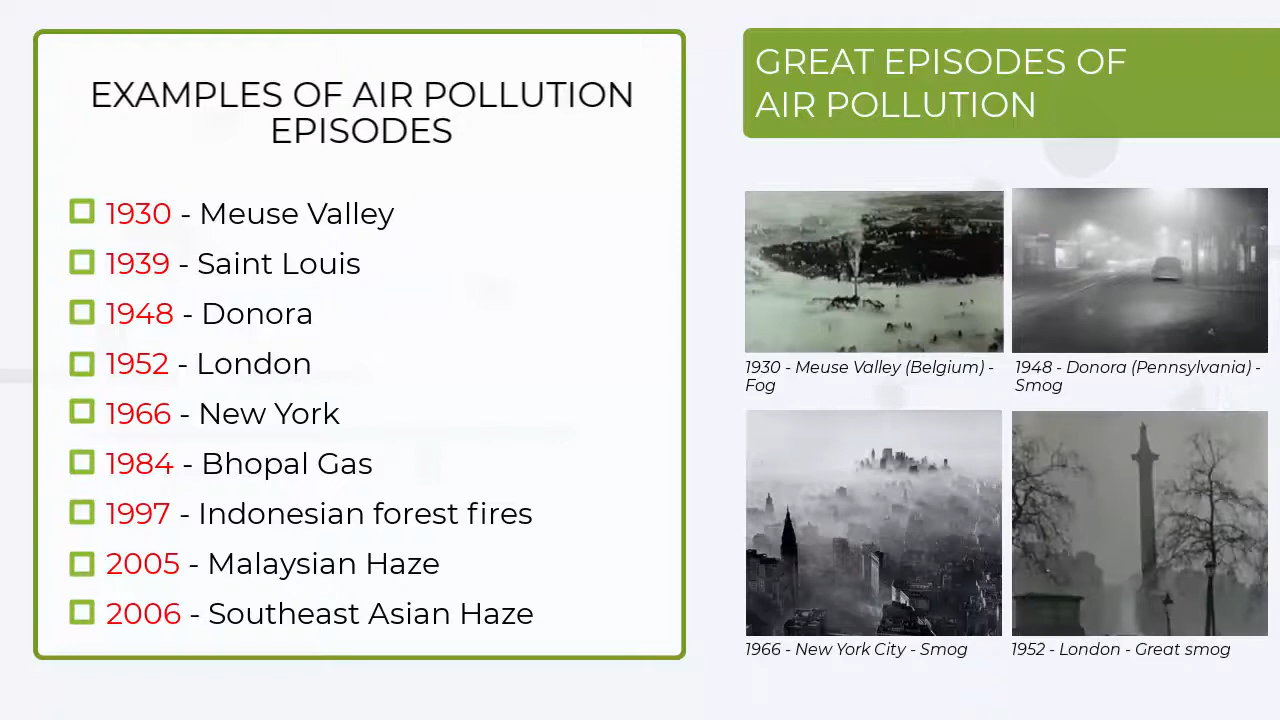 EXAMPLES OF AIR POLLUTION
EPISODES
1930 - Meuse Valley
1939 - Saint Louis
1948 - Donora
1952 - London
1966 - New York
1984 - Bhopal Gas
1997 - Indonesian forest fires
2005 - Malaysian Haze
2006 - Southeast Asian Haze
GREAT EPISODES OF
AIR POLLUTION
1930 - Meuse Valley (Belgium) -
Fog
1948 - Donora (Pennsylvania) -
Smog
1966 - New York City - Smog
1952 - London - Great smog